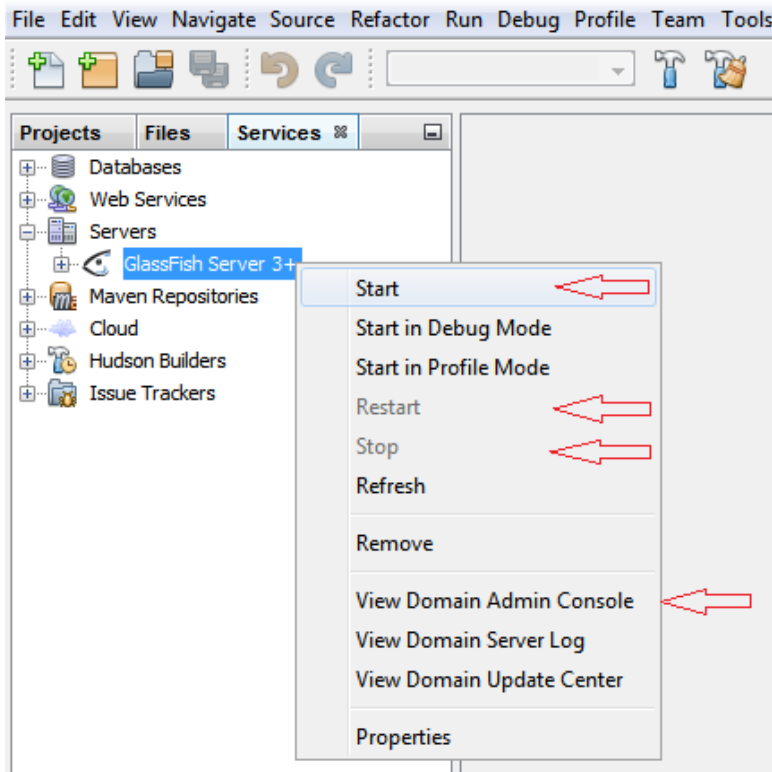 File Edit View Navigate Source Refactor Run Debug Profile Team Tools
Projects Files Services
Databases
Web Services
Servers
GlassFish Server 3+
Maven Repositories
Cloud
Hudson Builders
Issue Trackers
Start
Start in Debug Mode
Start in Profile Mode
Restart
Stop
Refresh
Remove
View Domain Admin Console
View Domain Server Log
View Domain Update Center
Properties